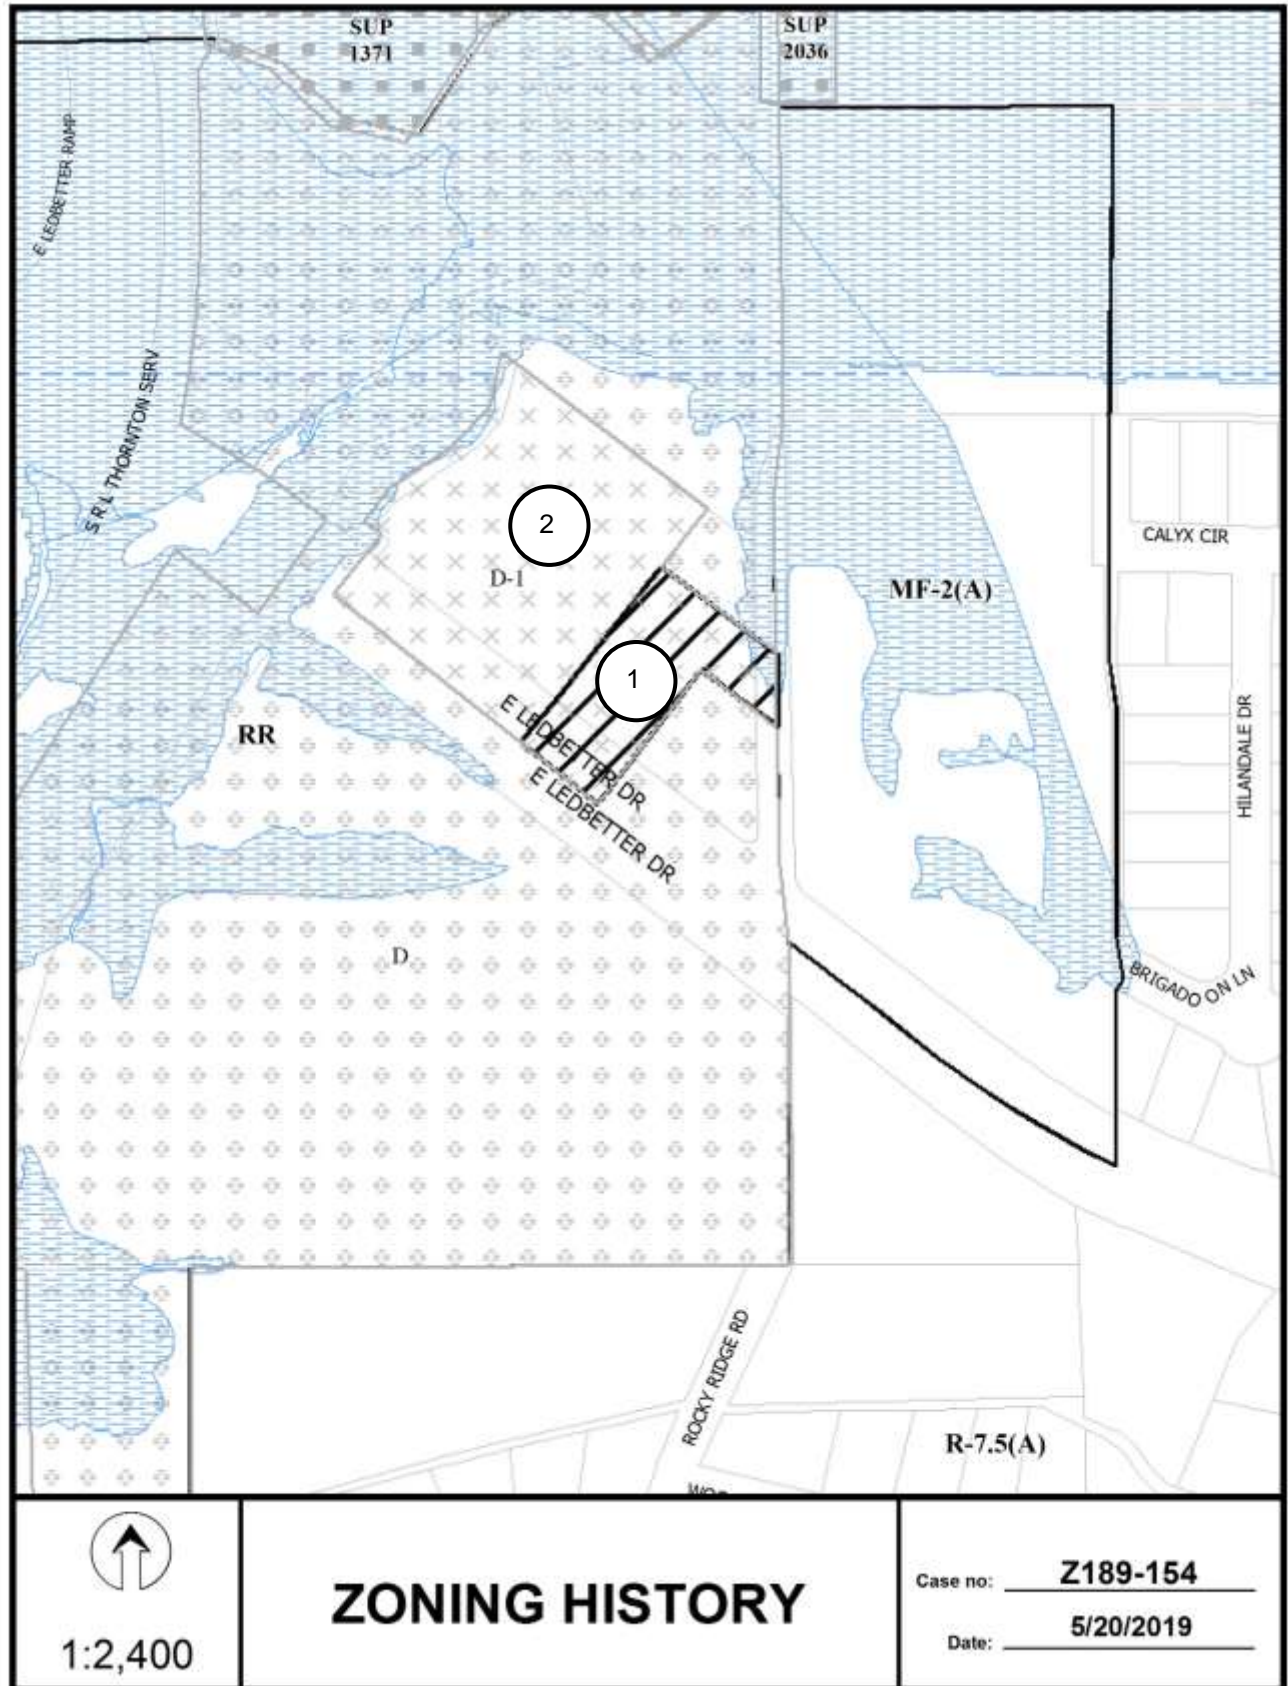 SUP
1371
SUP
2036
E LEDBETTER RAMP
S R L THORNTON SERV
2
D-1
CALYX CIR
MF-2(A)
1
E LEDBETTER DR
E LEDBETTER DR
RR
HILANDALE DR
D
BRIGADO ON LN
ROCKY RIDGE RD
R-7.5(A)
1:2,400
ZONING HISTORY
Case no: Z189-154
Date: 5/20/2019